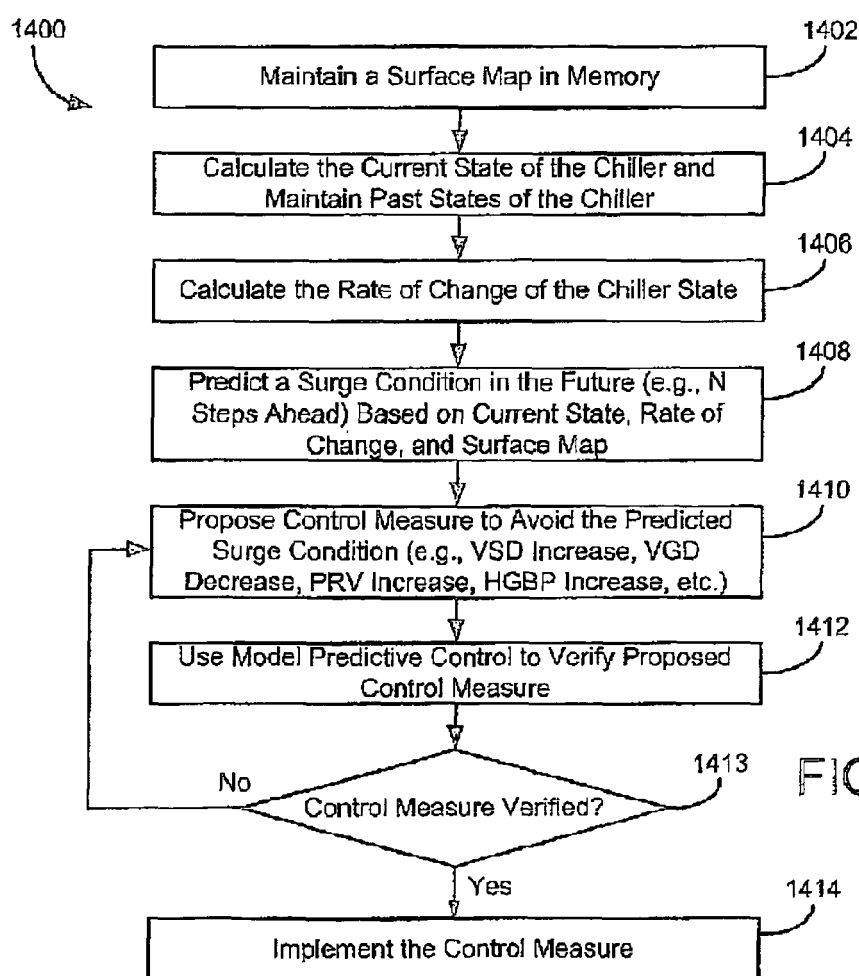 1400
1402
Maintain a Surface Map in Memory
1404
Calculate the Current State of the Chiller and
Maintain Past States of the Chiller
1406
Calculate the Rate of Change of the Chiller State
1408
Predict a Surge Condition in the Future (e.g., N
Steps Ahead) Based on Current State, Rate of
Change, and Surface Map
1410
Propose Control Measure to Avoid the Predicted
Surge Condition (e.g., VSD Increase, VGD
Decrease, PRV Increase, HGBP Increase, etc.)
1412
Use Model Predictive Control to Verify Proposed
Control Measure
1413
No
Control Measure Verified?
FIG
Yes
1414
Implement the Control Measure